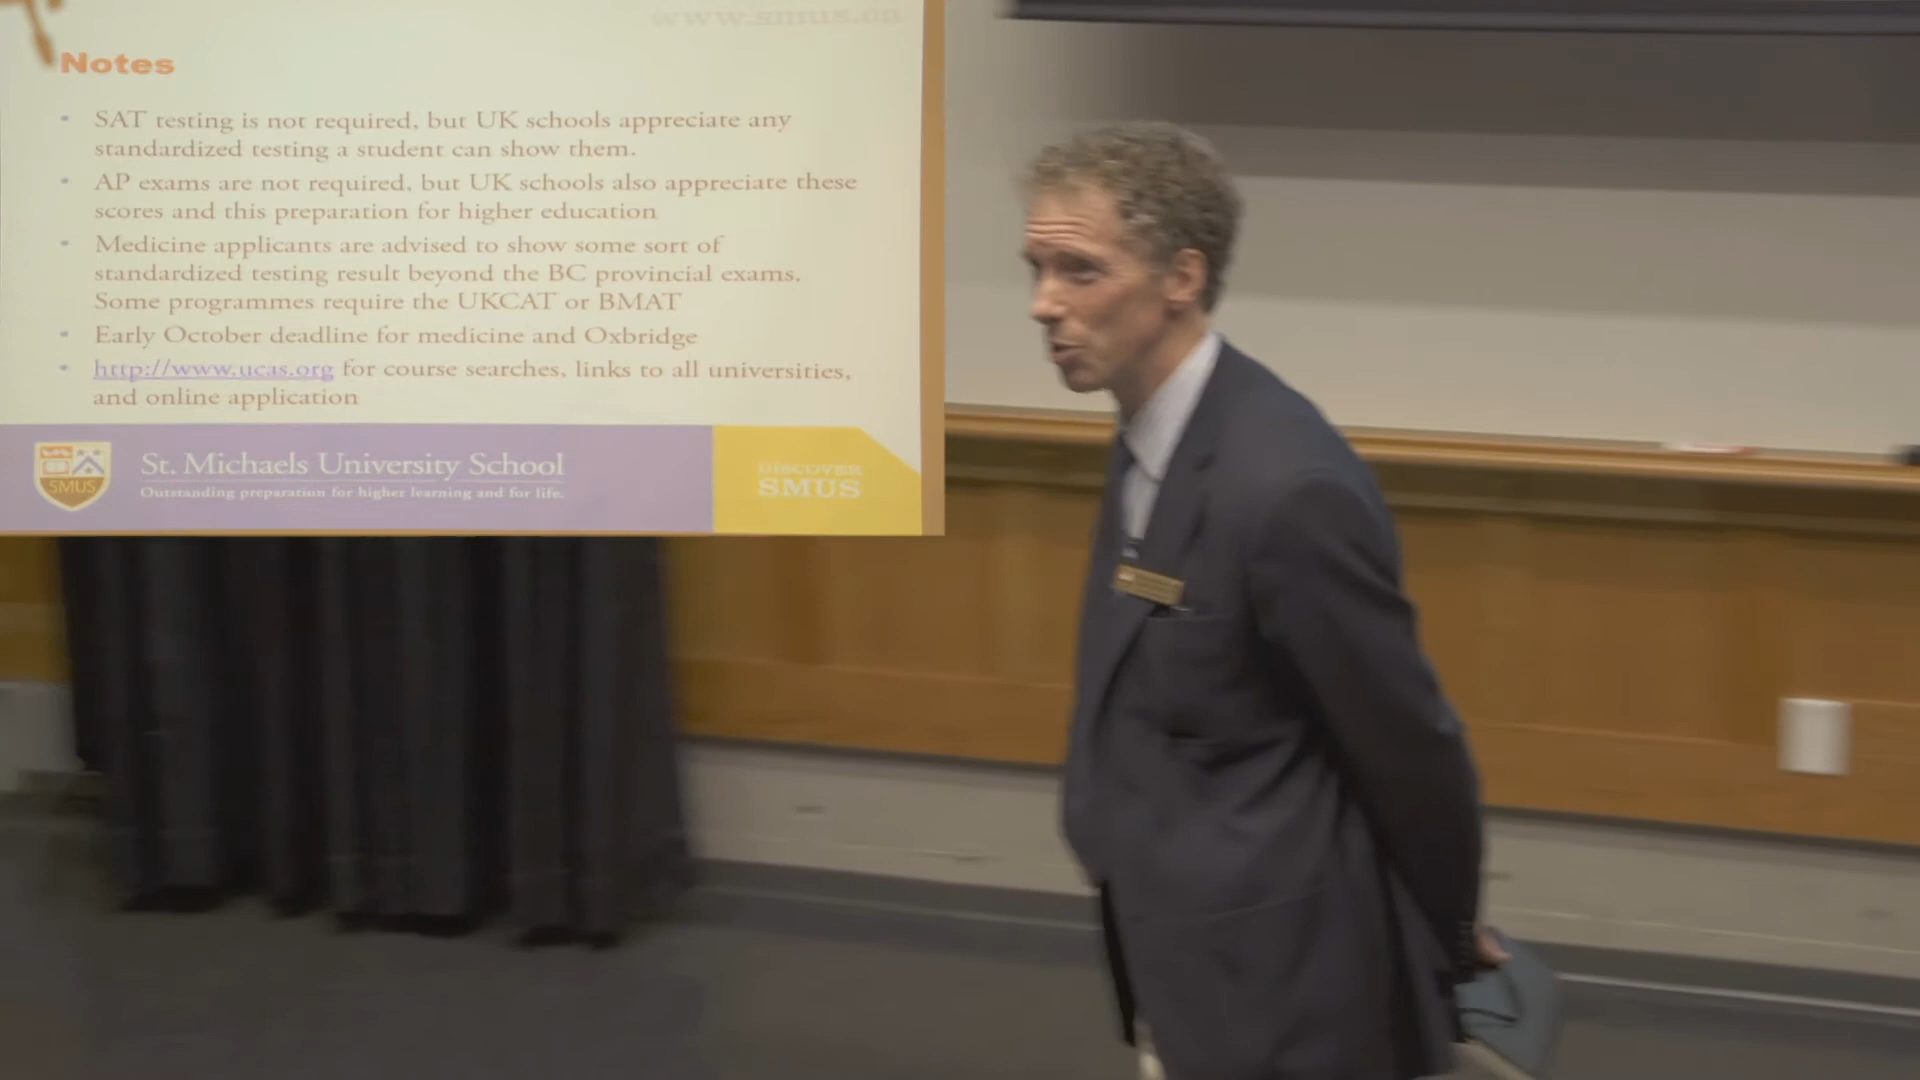 www.smus.ca
Notes
• SAT testing is not required, but UK schools appreciate any
standardized testing a student can show them.
• AP exams are not required, but UK schools also appreciate these
scores and this preparation for higher education
• Medicine applicants are advised to show some sort of
standardized testing result beyond the BC provincial exams.
Some programmes require the UKCAT or BMAT
• Early October deadline for medicine and Oxbridge
• http://www.ucas.org for course searches, links to all universities,
and online application
SMUS
St. Michaels University School
Outstanding preparation for higher learning and for life.
DISCOVER
SMUS